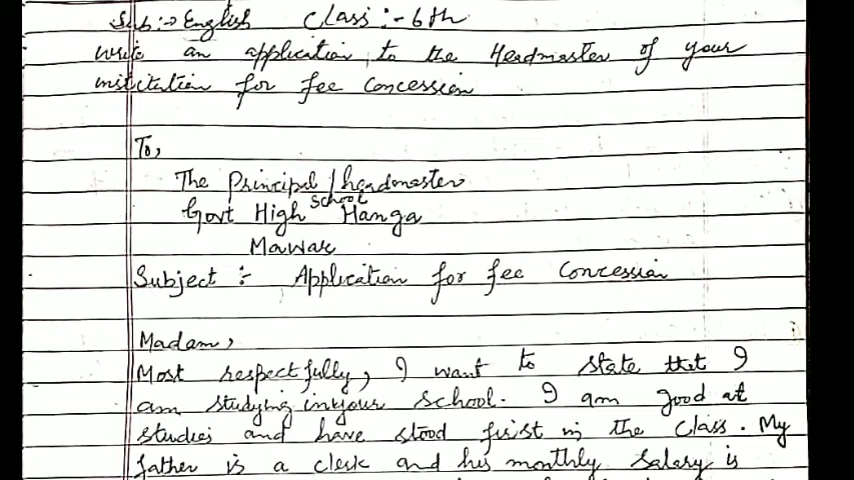 Sub:→ English Class:-6th
write an application, to the Headmaster of your
institution for fee concession
To,
The Principal/headmaster
Govt High School Hanga
Mawar
Subject :- Application for fee Concession
Madam,
Most respectfully, I want to state that I
am studying in your school. I am good at
studies and have stood first in the class. My
father is a clerk and his monthly salary is